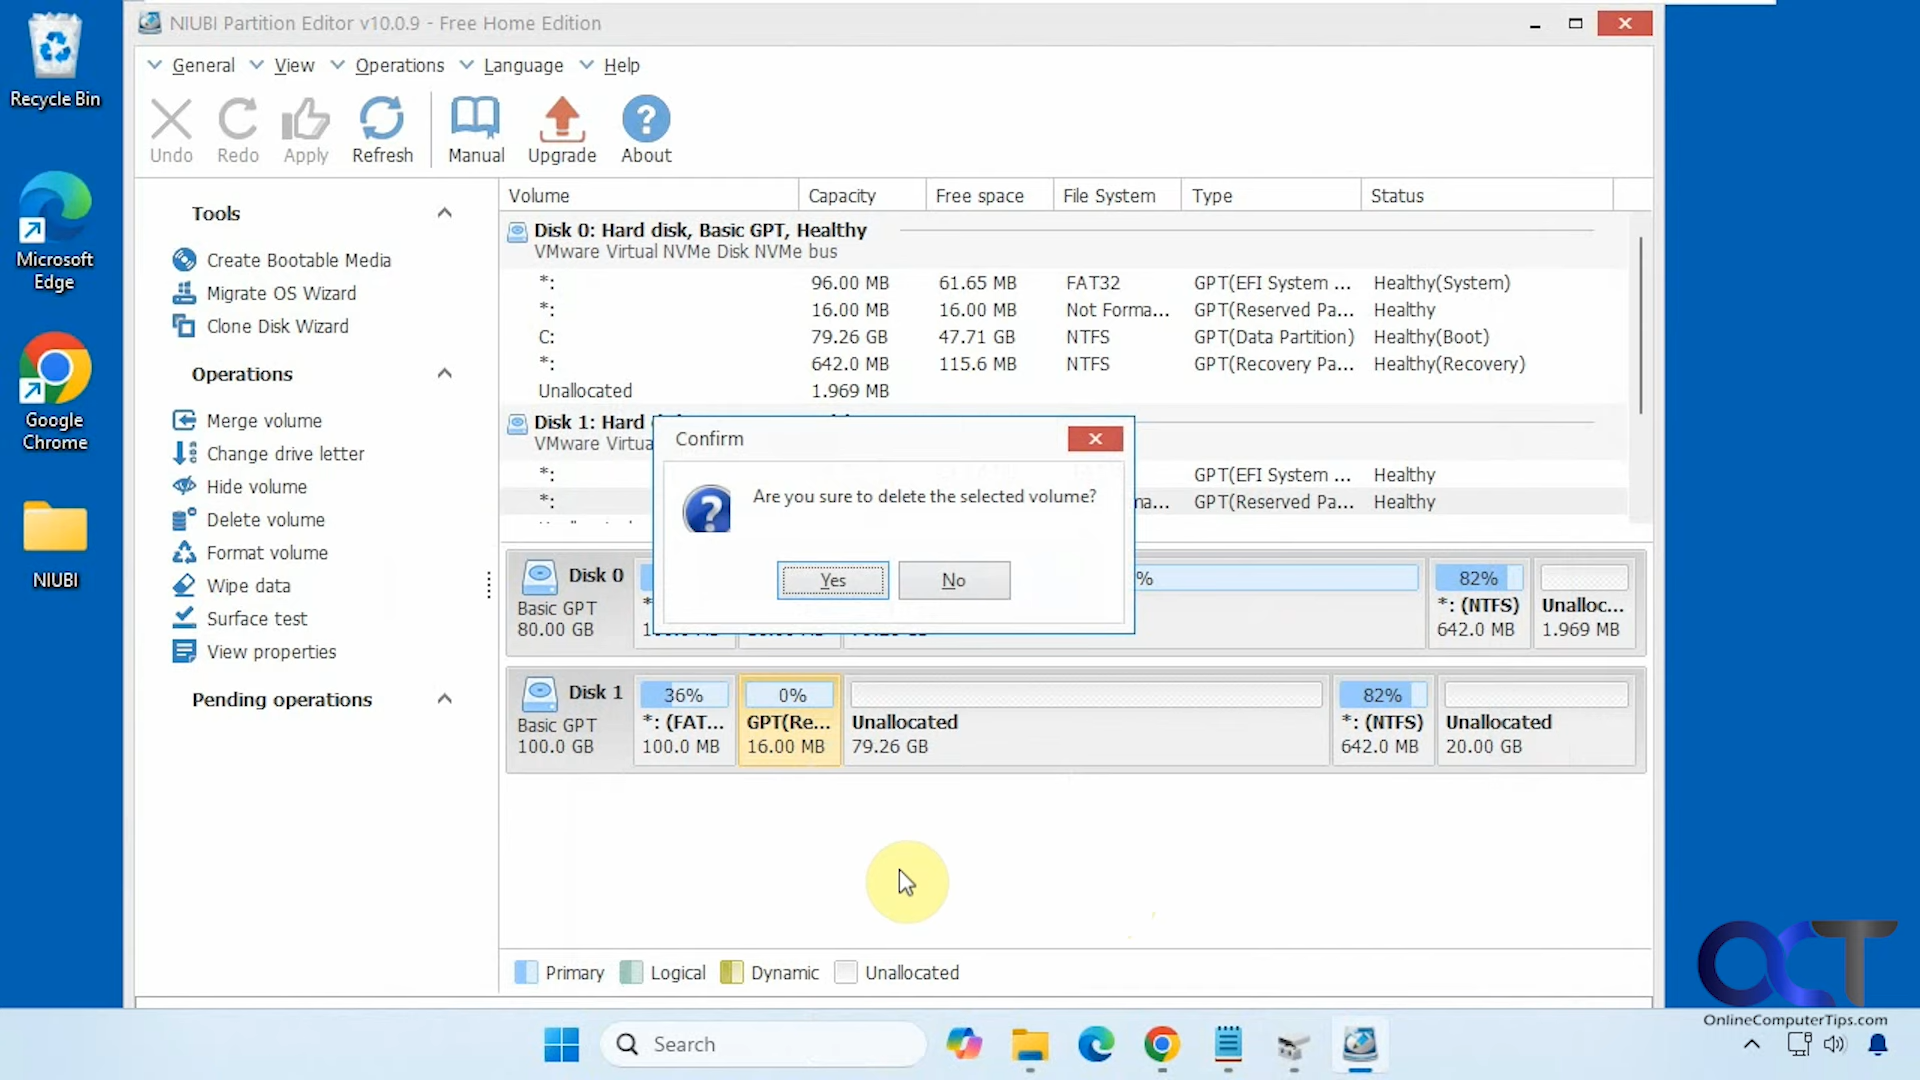 Recycle Bin
Microsoft
Edge
Google
Chrome
NIUBI
NIUBI Partition Editor v10.0.9 - Free Home Edition
General View Operations Language Help
Undo Redo Apply Refresh Manual Upgrade About
Tools
Create Bootable Media
Migrate OS Wizard
Clone Disk Wizard
Operations
Merge volume
Change drive letter
Hide volume
Delete volume
Format volume
Wipe data
Surface test
View properties
Pending operations
Volume Capacity Free space File System Type Status
Disk 0: Hard disk, Basic GPT, Healthy
VMware Virtual NVMe Disk NVMe bus
*: 96.00 MB 61.65 MB FAT32 GPT(EFI System ... Healthy(System)
*: 16.00 MB 16.00 MB Not Forma... GPT(Reserved Pa... Healthy
C: 79.26 GB 47.71 GB NTFS GPT(Data Partition) Healthy(Boot)
*: 642.0 MB 115.6 MB NTFS GPT(Recovery Pa... Healthy(Recovery)
Unallocated 1.969 MB
Disk 1: Hard
VMware Virtua
*: GPT(EFI System ... Healthy
*: na... GPT(Reserved Pa... Healthy
Confirm
Are you sure to delete the selected volume?
Yes No
Disk 0
Basic GPT
80.00 GB
%
82%
*: (NTFS)
642.0 MB
Unalloc...
1.969 MB
Disk 1
Basic GPT
100.0 GB
36%
*: (FAT...
100.0 MB
0%
GPT(Re...
16.00 MB
Unallocated
79.26 GB
82%
*: (NTFS)
642.0 MB
Unallocated
20.00 GB
Primary Logical Dynamic Unallocated
OCT
OnlineComputerTips.com
Search